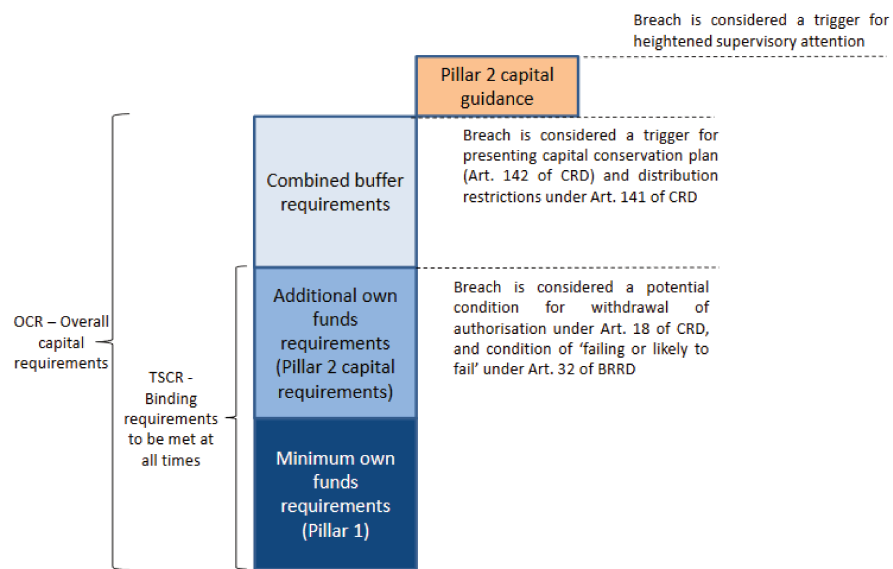 Breach is considered a trigger for
heightened supervisory attention
Pillar 2 capital
guidance
Breach is considered a trigger for
presenting capital conservation plan
(Art. 142 of CRD) and distribution
restrictions under Art. 141 of CRD
Combined buffer
requirements
Additional own
funds
requirements
(Pillar 2 capital
requirements)
Breach is considered a potential
condition for withdrawal of
authorisation under Art. 18 of CRD,
and condition of ‘failing or likely to
fail’ under Art. 32 of BRRD
OCR – Overall
capital
requirements
TSCR -
Binding
requirements
to be met at
all times
Minimum own
funds
requirements
(Pillar 1)